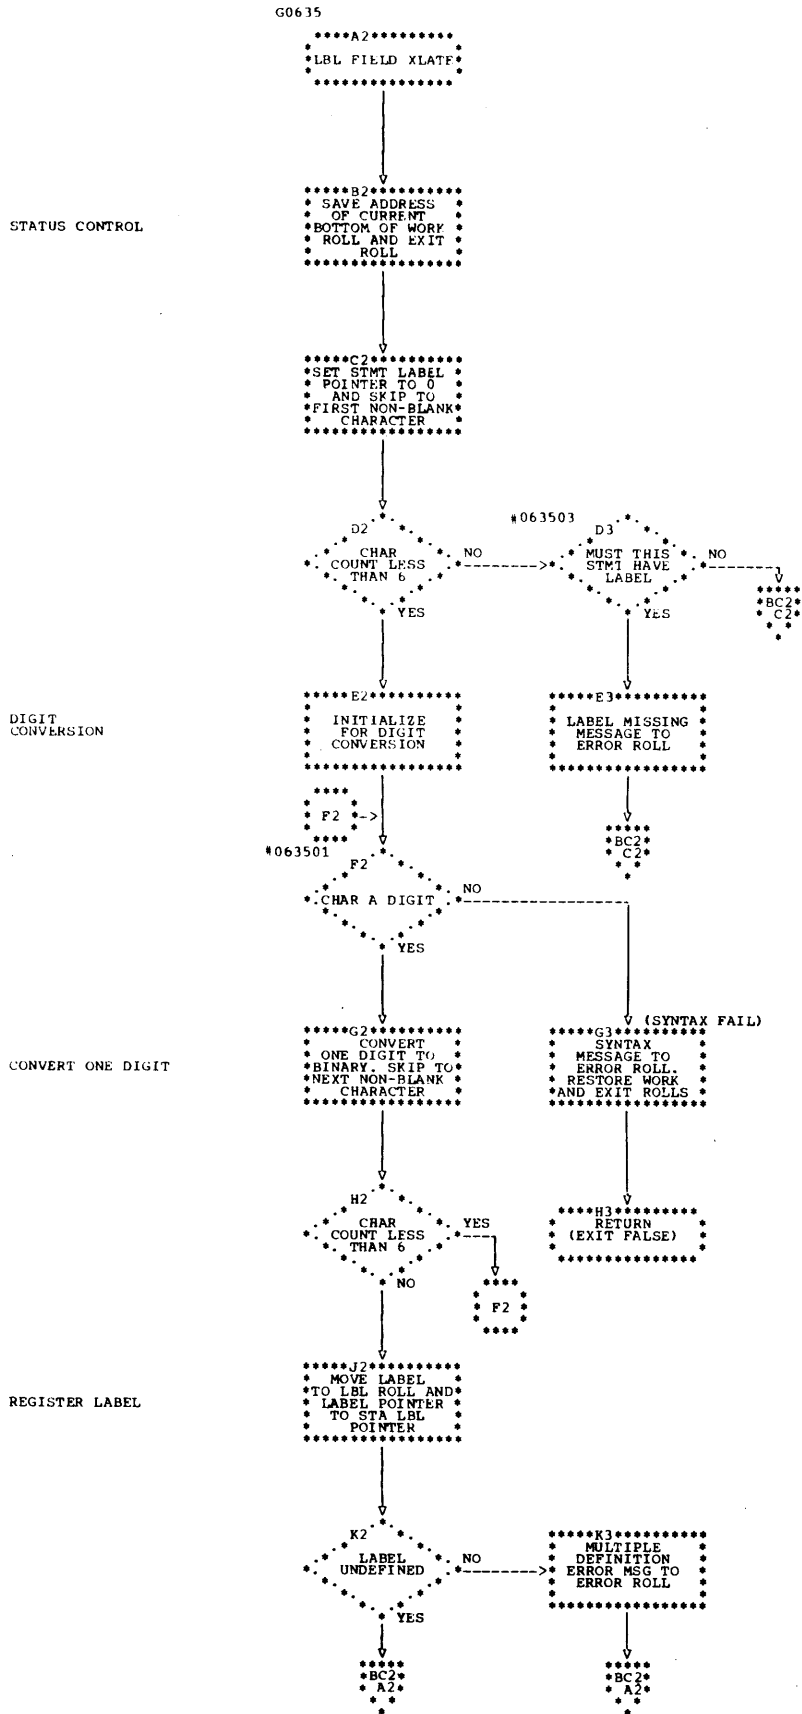 G0635
A2
LBL FIELD XLATE
B2
STATUS CONTROL
SAVE ADDRESS
OF CURRENT
BOTTOM OF WORK
ROLL AND EXIT
ROLL
C2
SET STMT LABEL
POINTER TO 0
AND SKIP TO
FIRST NON-BLANK
CHARACTER
#063503
D2
CHAR
COUNT LESS
THAN 6
NO
YES
D3
MUST THIS
STMT HAVE
LABEL
NO
YES
BC2
C2
DIGIT
CONVERSION
E2
INITIALIZE
FOR DIGIT
CONVERSION
E3
LABEL MISSING
MESSAGE TO
ERROR ROLL
F2
BC2
C2
#063501
F2
CHAR A DIGIT
NO
YES
(SYNTAX FAIL)
CONVERT ONE DIGIT
G2
CONVERT
ONE DIGIT TO
BINARY. SKIP TO
NEXT NON-BLANK
CHARACTER
G3
SYNTAX
MESSAGE TO
ERROR ROLL.
RESTORE WORK
AND EXIT ROLLS
H2
CHAR
COUNT LESS
THAN 6
YES
NO
H3
RETURN
(EXIT FALSE)
F2
REGISTER LABEL
J2
MOVE LABEL
TO LBL ROLL AND
LABEL POINTER
TO STA LBL
POINTER
K2
LABEL
UNDEFINED
NO
YES
K3
MULTIPLE
DEFINITION
ERROR MSG TO
ERROR ROLL
BC2
A2
BC2
A2